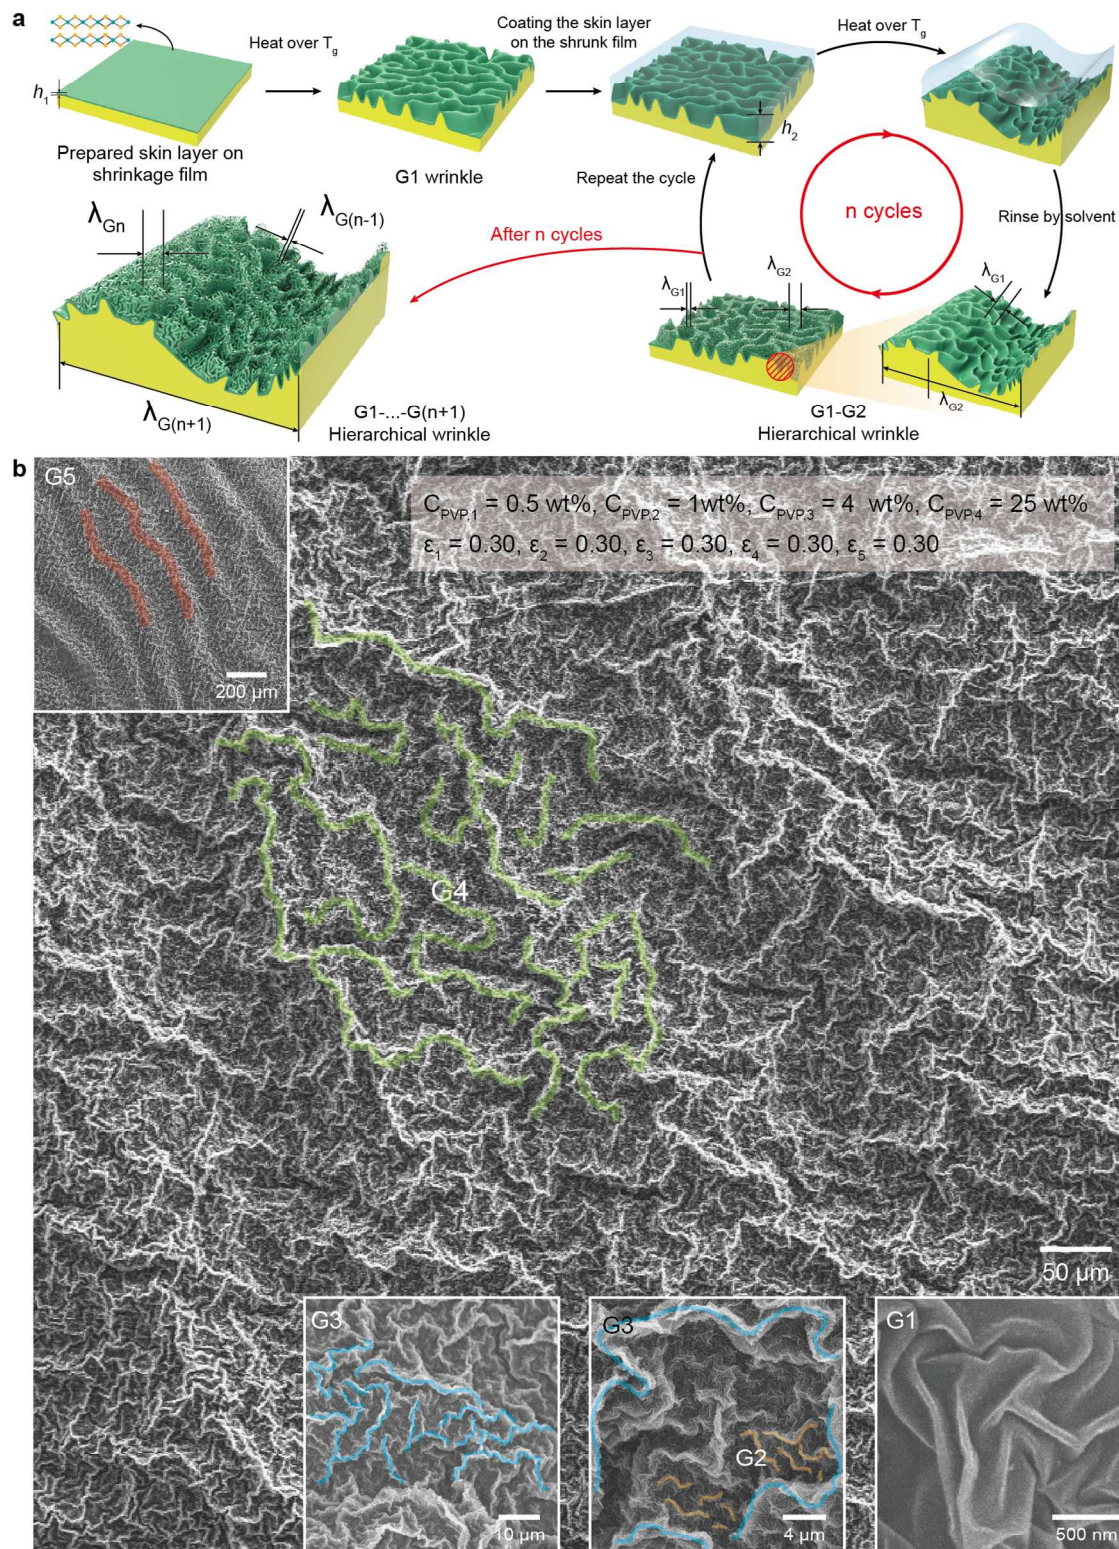 a
Heat over Tg
Coating the skin layer
on the shrunk film
Heat over Tg
h1
h2
Prepared skin layer on
shrinkage film
G1 wrinkle
Repeat the cycle
n cycles
Rinse by solvent
λGn
λG(n-1)
After n cycles
λG1
λG2
λG1
λG2
λG(n+1)
G1-...-G(n+1)
Hierarchical wrinkle
G1-G2
Hierarchical wrinkle
b
G5
CPVP,1 = 0.5 wt%, CPVP,2 = 1wt%, CPVP,3 = 4 wt%, CPVP,4 = 25 wt%
ε1 = 0.30, ε2 = 0.30, ε3 = 0.30, ε4 = 0.30, ε5 = 0.30
200 µm
G4
50 µm
G3
G3
G1
G2
10 µm
4 µm
500 nm